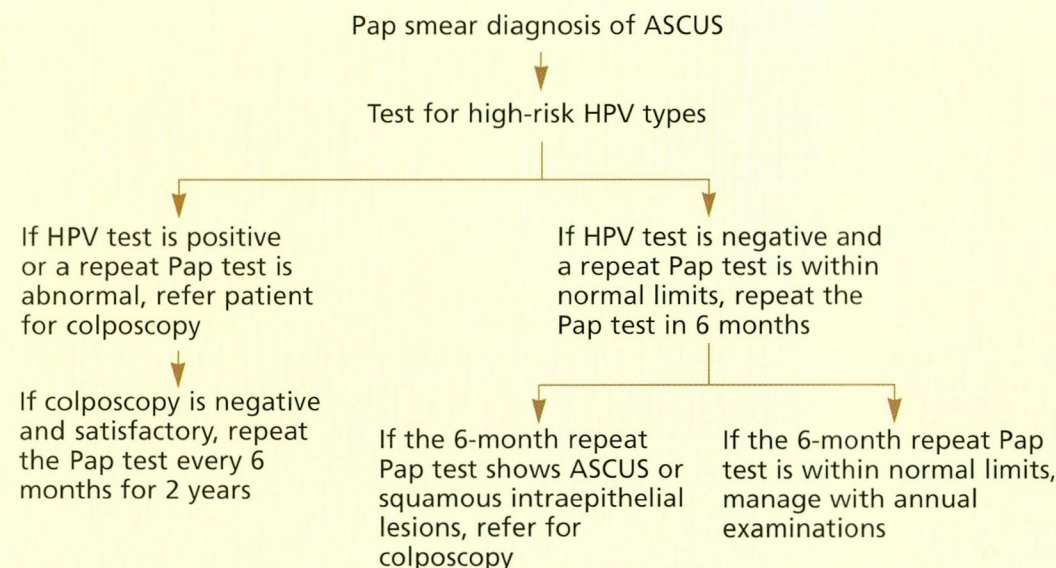 Pap smear diagnosis of ASCUS
Test for high-risk HPV types
If HPV test is positive
or a repeat Pap test is
abnormal, refer patient
for colposcopy
If colposcopy is negative
and satisfactory, repeat
the Pap test every 6
months for 2 years
If HPV test is negative and
a repeat Pap test is within
normal limits, repeat the
Pap test in 6 months
If the 6-month repeat
Pap test shows ASCUS or
squamous intraepithelial
lesions, refer for
colposcopy
If the 6-month repeat Pap
test is within normal limits,
manage with annual
examinations